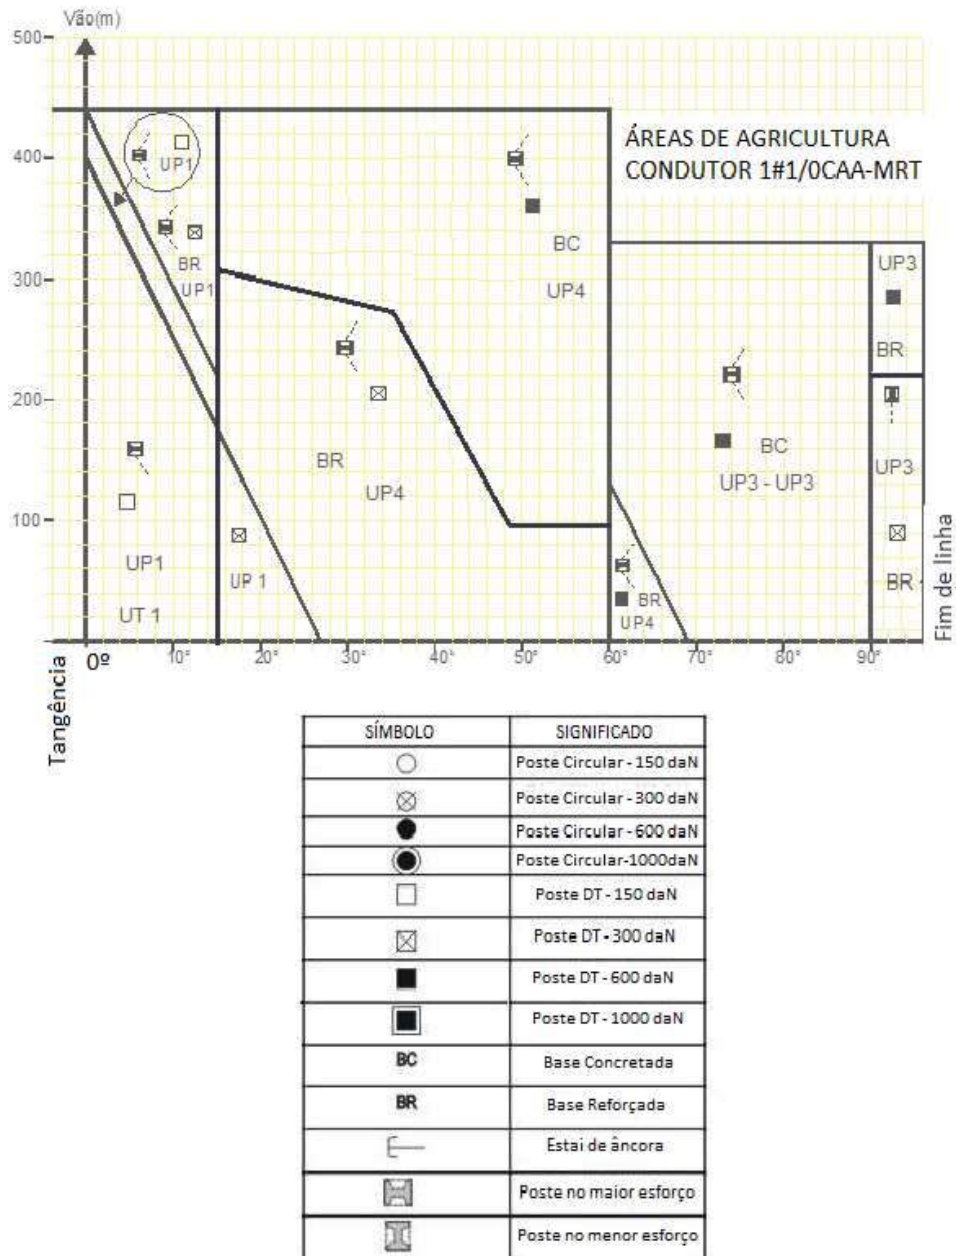 Vão(m)
500
400
300
200
100
ÁREAS DE AGRICULTURA
CONDUTOR 1#1/0CAA-MRT
UP1
BR
UP1
BC
UP4
UP3
BR
BR
UP4
BC
UP3 - UP3
UP3
BR
UP1
UT 1
UP 1
BR
UP4
Fim de linha
Tangência
0º
10°
20°
30°
40°
50°
60°
70°
80°
90°
SÍMBOLO SIGNIFICADO
Poste Circular - 150 daN
Poste Circular - 300 daN
Poste Circular - 600 daN
Poste Circular-1000daN
Poste DT - 150 daN
Poste DT - 300 daN
Poste DT - 600 daN
Poste DT - 1000 daN
BC Base Concretada
BR Base Reforçada
Estai de âncora
Poste no maior esforço
Poste no menor esforço